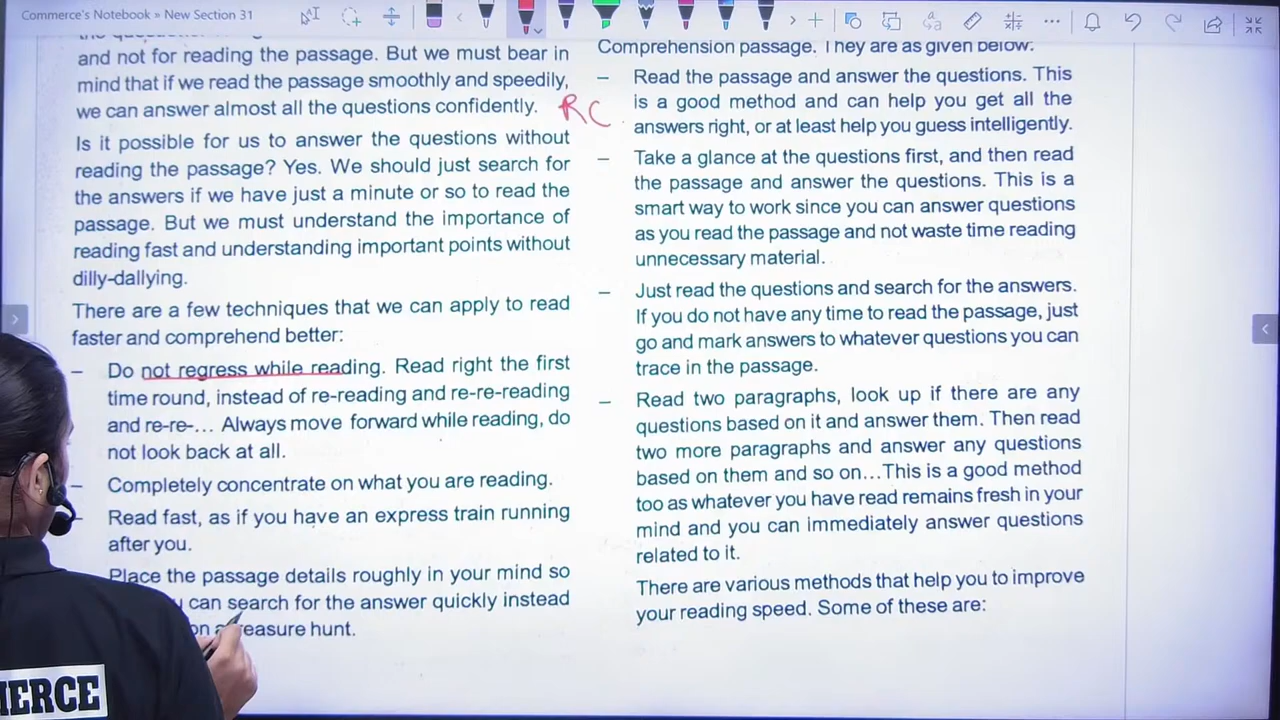 Commerce's Notebook » New Section 31
and not for reading the passage. But we must bear in
mind that if we read the passage smoothly and speedily,
we can answer almost all the questions confidently.
RC
Is it possible for us to answer the questions without
reading the passage? Yes. We should just search for
the answers if we have just a minute or so to read the
passage. But we must understand the importance of
reading fast and understanding important points without
dilly-dallying.
There are a few techniques that we can apply to read
faster and comprehend better:
– Do not regress while reading. Read right the first
time round, instead of re-reading and re-re-reading
and re-re-... Always move forward while reading, do
not look back at all.
– Completely concentrate on what you are reading.
– Read fast, as if you have an express train running
after you.
Place the passage details roughly in your mind so
can search for the answer quickly instead
on a treasure hunt.
Comprehension passage. They are as given below:
– Read the passage and answer the questions. This
is a good method and can help you get all the
answers right, or at least help you guess intelligently.
– Take a glance at the questions first, and then read
the passage and answer the questions. This is a
smart way to work since you can answer questions
as you read the passage and not waste time reading
unnecessary material.
– Just read the questions and search for the answers.
If you do not have any time to read the passage, just
go and mark answers to whatever questions you can
trace in the passage.
– Read two paragraphs, look up if there are any
questions based on it and answer them. Then read
two more paragraphs and answer any questions
based on them and so on...This is a good method
too as whatever you have read remains fresh in your
mind and you can immediately answer questions
related to it.
There are various methods that help you to improve
your reading speed. Some of these are:
IERCE